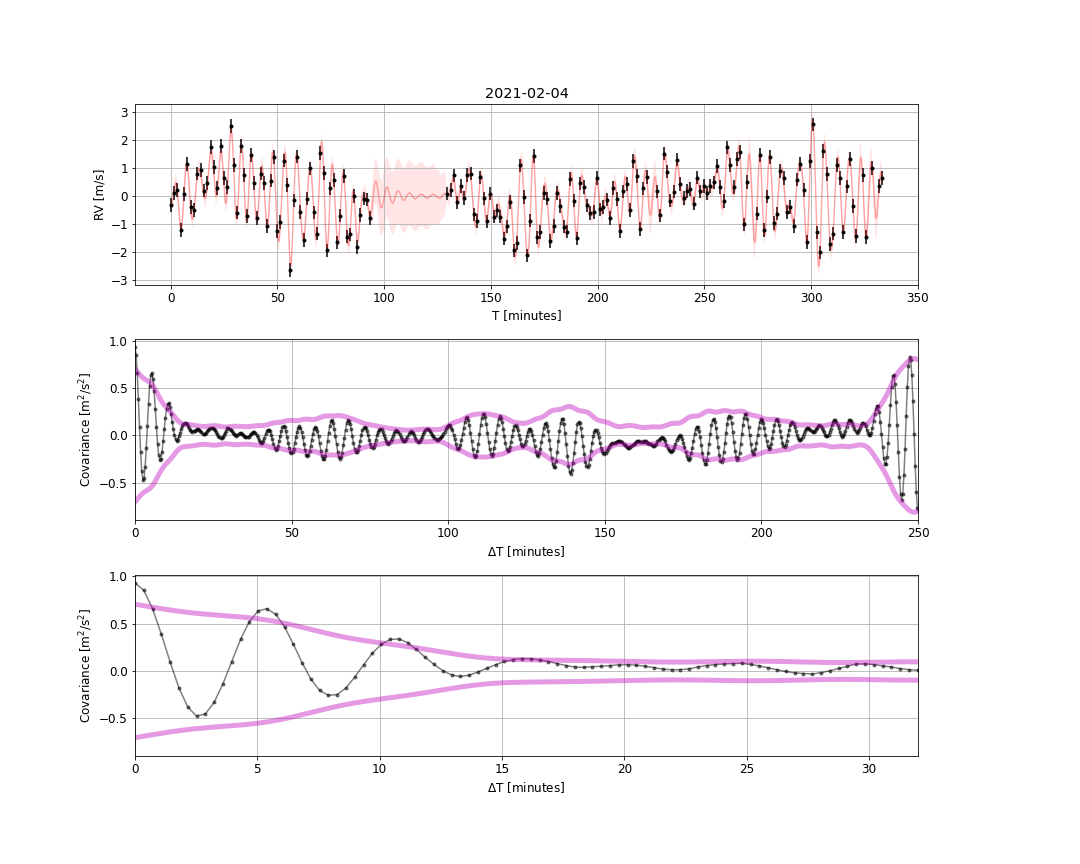 2021-02-04
3
2
1
0
−1
−2
−3
RV [m/s]
0 50 100 150 200 250 300 350
T [minutes]
1.0
0.5
0.0
−0.5
Covariance [m²/s²]
0 50 100 150 200 250
ΔT [minutes]
1.0
0.5
0.0
−0.5
Covariance [m²/s²]
0 5 10 15 20 25 30
ΔT [minutes]